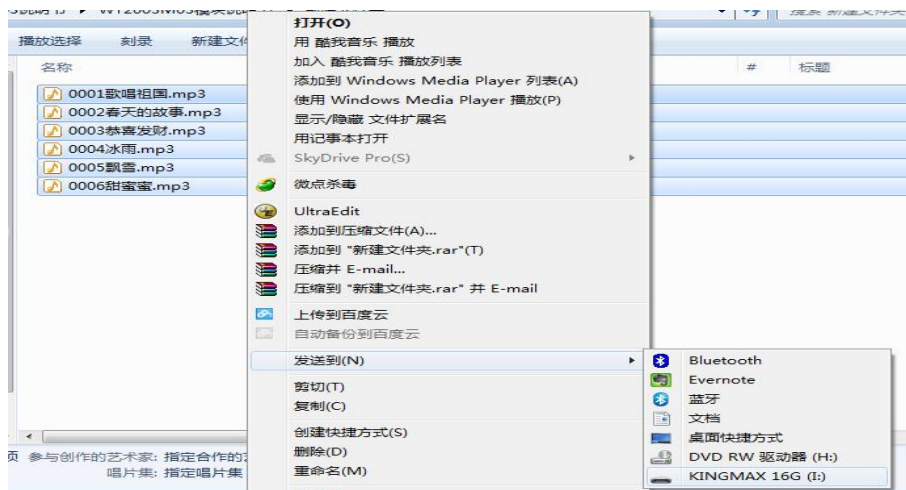 播放选择 刻录 新建文件
名称 # 标题
0001歌唱祖国.mp3
0002春天的故事.mp3
0003恭喜发财.mp3
0004冰雨.mp3
0005飘雪.mp3
0006甜蜜蜜.mp3
打开(O)
用 酷我音乐 播放
加入 酷我音乐 播放列表
添加到 Windows Media Player 列表(A)
使用 Windows Media Player 播放(P)
显示/隐藏 文件扩展名
用记事本打开
SkyDrive Pro(S)
微点杀毒
UltraEdit
添加到压缩文件(A)...
添加到 "新建文件夹.rar"(T)
压缩并 E-mail...
压缩到 "新建文件夹.rar" 并 E-mail
上传到百度云
自动备份到百度云
发送到(N)
剪切(T)
复制(C)
创建快捷方式(S)
删除(D)
重命名(M)
Bluetooth
Evernote
蓝牙
文档
桌面快捷方式
DVD RW 驱动器 (H:)
KINGMAX 16G (I:)
参与创作的艺术家: 指定合作的
唱片集: 指定唱片集